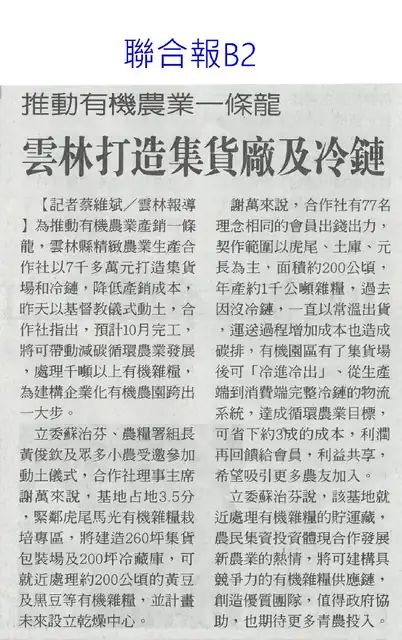 聯合報B2
推動有機農業一條龍
雲林打造集貨廠及冷鏈
【記者蔡維斌／雲林報導
】為推動有機農業產銷一條
龍，雲林縣精緻農業生產合
作社以7千多萬元打造集貨
場和冷鏈，降低產銷成本，
昨天以基督教儀式動土，合
作社指出，預計10月完工，
將可帶動減碳循環農業發展
，處理千噸以上有機雜糧，
為建構企業化有機農園跨出
一大步。
立委蘇治芬、農糧署組長
黃俊欽及眾多小農受邀參加
動土儀式，合作社理事主席
謝萬來說，基地占地3.5分，
緊鄰虎尾馬光有機雜糧栽
培專區，將建造260坪集貨
包裝場及200坪冷藏庫，可
就近處理約200公頃的黃豆
及黑豆等有機雜糧，並計畫
未來設立乾燥中心。
謝萬來說，合作社有77名
理念相同的會員出錢出力，
契作範圍以虎尾、土庫、元
長為主，面積約200公頃，
年產約1千公噸雜糧，過去
因沒冷鏈，一直以常溫出貨
，運送過程增加成本也造成
碳排，有機園區有了集貨場
後可「冷進冷出」、從生產
端到消費端完整冷鏈的物流
系統，達成循環農業目標，
可省下約3成的成本，利潤
再回饋給會員，利益共享，
希望吸引更多農友加入。
立委蘇治芬說，該基地就
近處理有機雜糧的貯運藏，
農民集資投資體現合作發展
新農業的熱情，將可建構具
競爭力的有機雜糧供應鏈，
創造優質團隊，值得政府協
助，也期待更多青農投入。